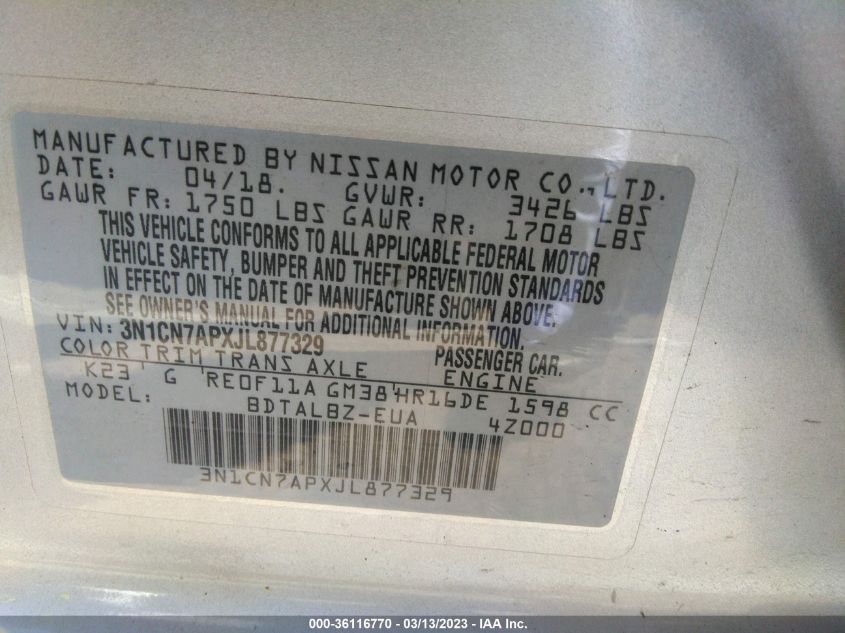 MANUFACTURED BY NISSAN MOTOR CO., LTD.
DATE: 04/18. GVWR: 3426 LBS
GAWR FR: 1750 LBS GAWR RR: 1708 LBS
THIS VEHICLE CONFORMS TO ALL APPLICABLE FEDERAL MOTOR
VEHICLE SAFETY, BUMPER AND THEFT PREVENTION STANDARDS
IN EFFECT ON THE DATE OF MANUFACTURE SHOWN ABOVE.
SEE OWNER'S MANUAL FOR ADDITIONAL INFORMATION.
VIN: 3N1CN7APXJL877329 PASSENGER CAR.
COLOR TRIM TRANS AXLE ENGINE
K23 G RE0F11A GM38 HR16DE 1598 CC
MODEL: BDTALBZ-EUA 4Z000
3N1CN7APXJL877329
000-36116770 - 03/13/2023 - IAA Inc.